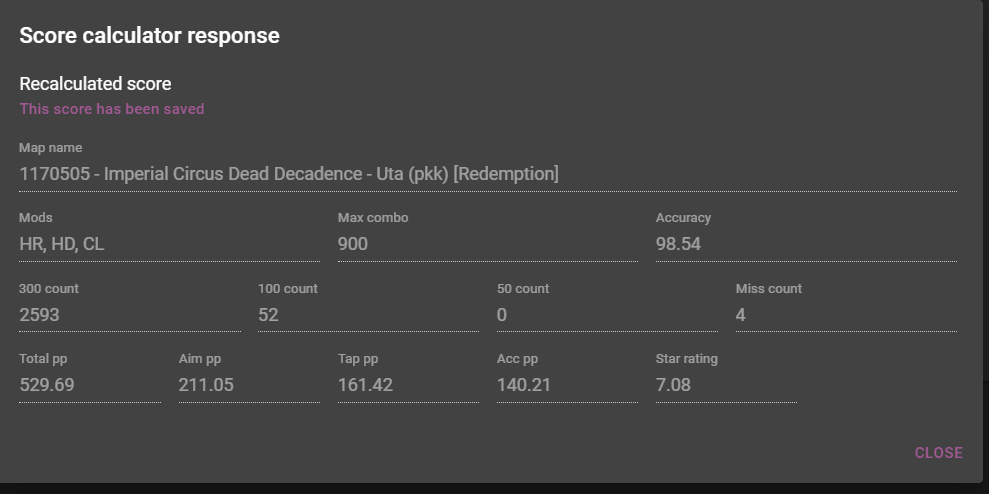 Score calculator response
Recalculated score
This score has been saved
Map name
1170505 - Imperial Circus Dead Decadence - Uta (pkk) [Redemption]
Mods Max combo Accuracy
HR, HD, CL 900 98.54
300 count 100 count 50 count Miss count
2593 52 0 4
Total pp Aim pp Tap pp Acc pp Star rating
529.69 211.05 161.42 140.21 7.08
CLOSE